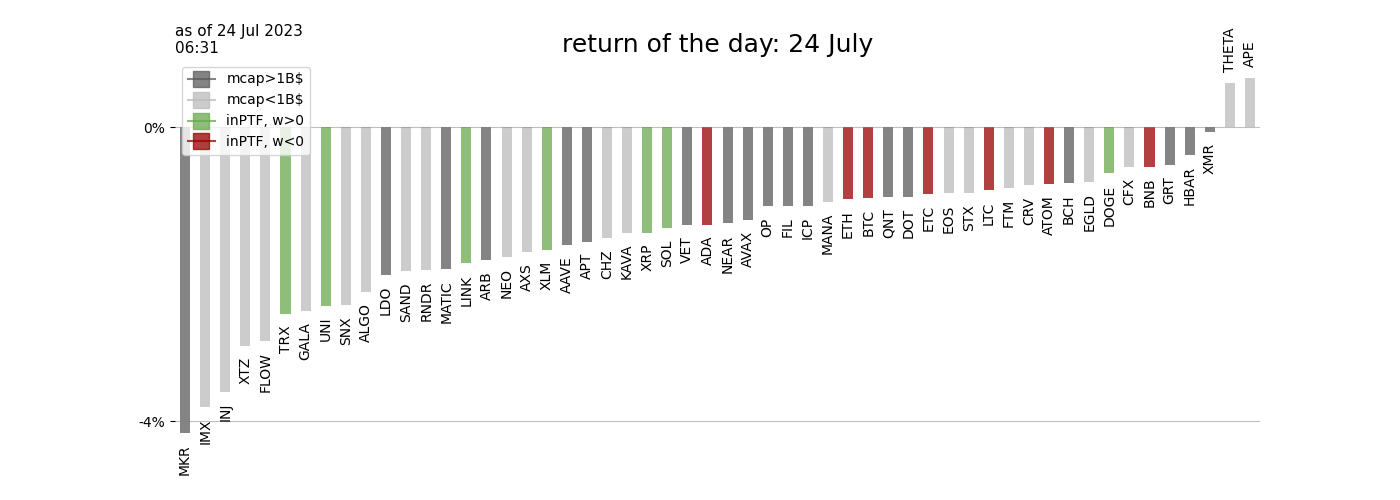 as of 24 Jul 2023
06:31
return of the day: 24 July
mcap>1B$
mcap<1B$
inPTF, w>0
inPTF, w<0
0%
-4%
MKR
IMX
INJ
XTZ
FLOW
TRX
GALA
UNI
SNX
ALGO
LDO
SAND
RNDR
MATIC
LINK
ARB
NEO
AXS
XLM
AAVE
APT
CHZ
KAVA
XRP
SOL
VET
ADA
NEAR
AVAX
OP
FIL
ICP
MANA
ETH
BTC
QNT
DOT
ETC
EOS
STX
LTC
FTM
CRV
ATOM
BCH
EGLD
DOGE
CFX
BNB
GRT
HBAR
XMR
THETA
APE